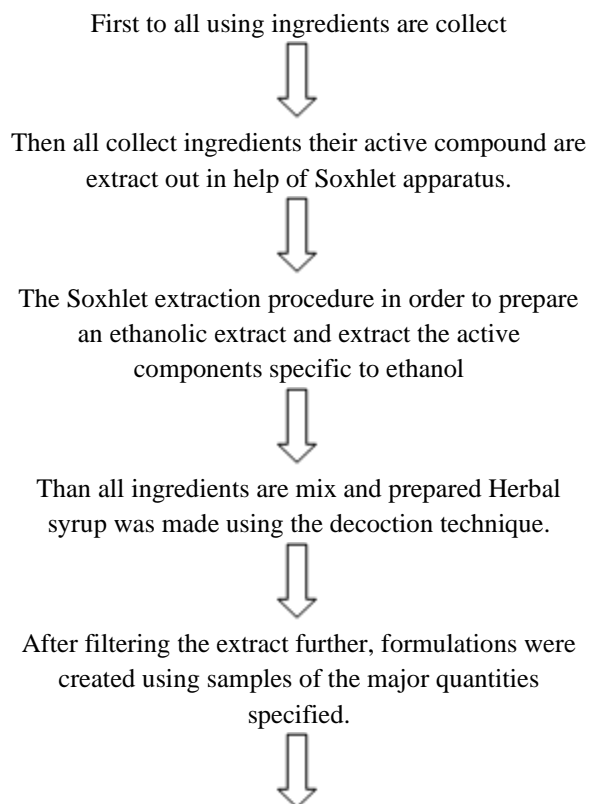 First to all using ingredients are collect
Then all collect ingredients their active compound are
extract out in help of Soxhlet apparatus.
The Soxhlet extraction procedure in order to prepare
an ethanolic extract and extract the active
components specific to ethanol
Than all ingredients are mix and prepared Herbal
syrup was made using the decoction technique.
After filtering the extract further, formulations were
created using samples of the major quantities
specified.